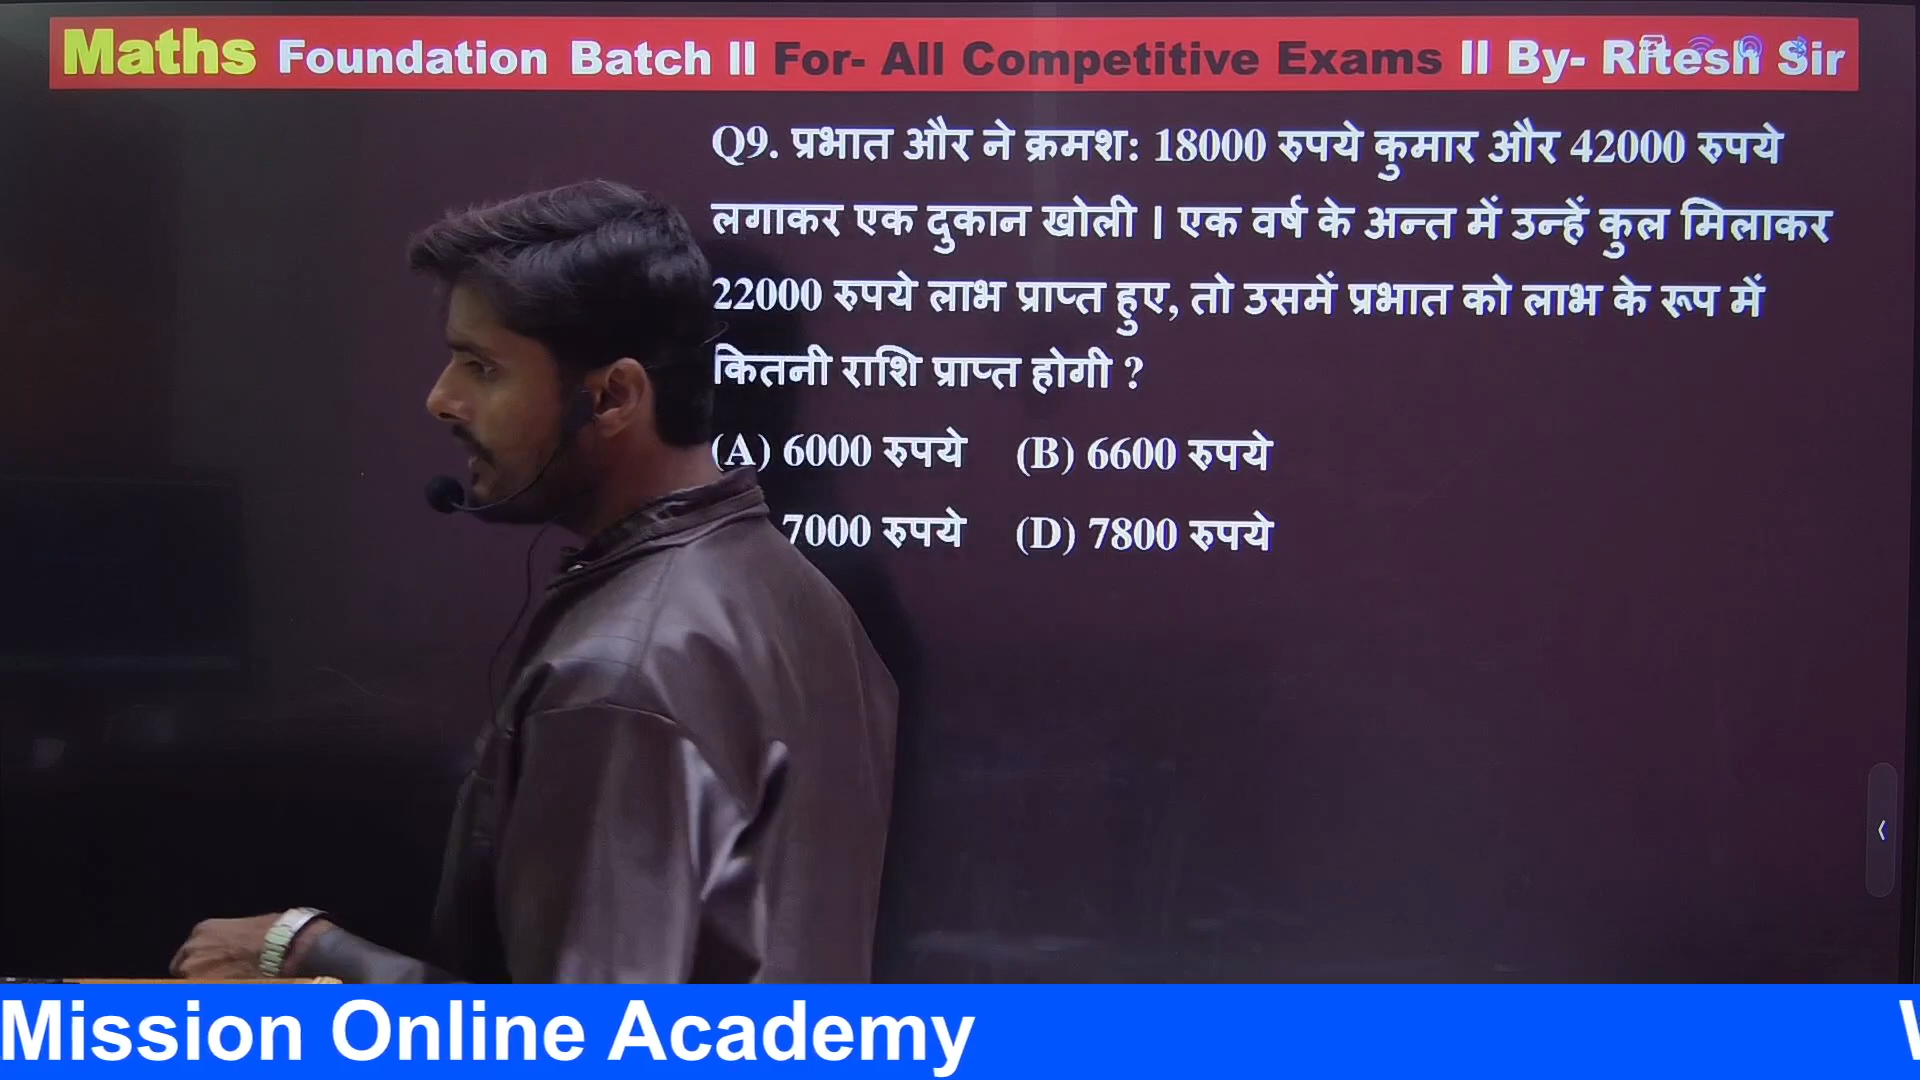 Maths Foundation Batch II For- All Competitive Exams II By- Ritesh Sir
Q9. प्रभात और ने क्रमश: 18000 रुपये कुमार और 42000 रुपये
लगाकर एक दुकान खोली । एक वर्ष के अन्त में उन्हें कुल मिलाकर
22000 रुपये लाभ प्राप्त हुए, तो उसमें प्रभात को लाभ के रूप में
कितनी राशि प्राप्त होगी ?
(A) 6000 रुपये (B) 6600 रुपये
7000 रुपये (D) 7800 रुपये
Mission Online Academy